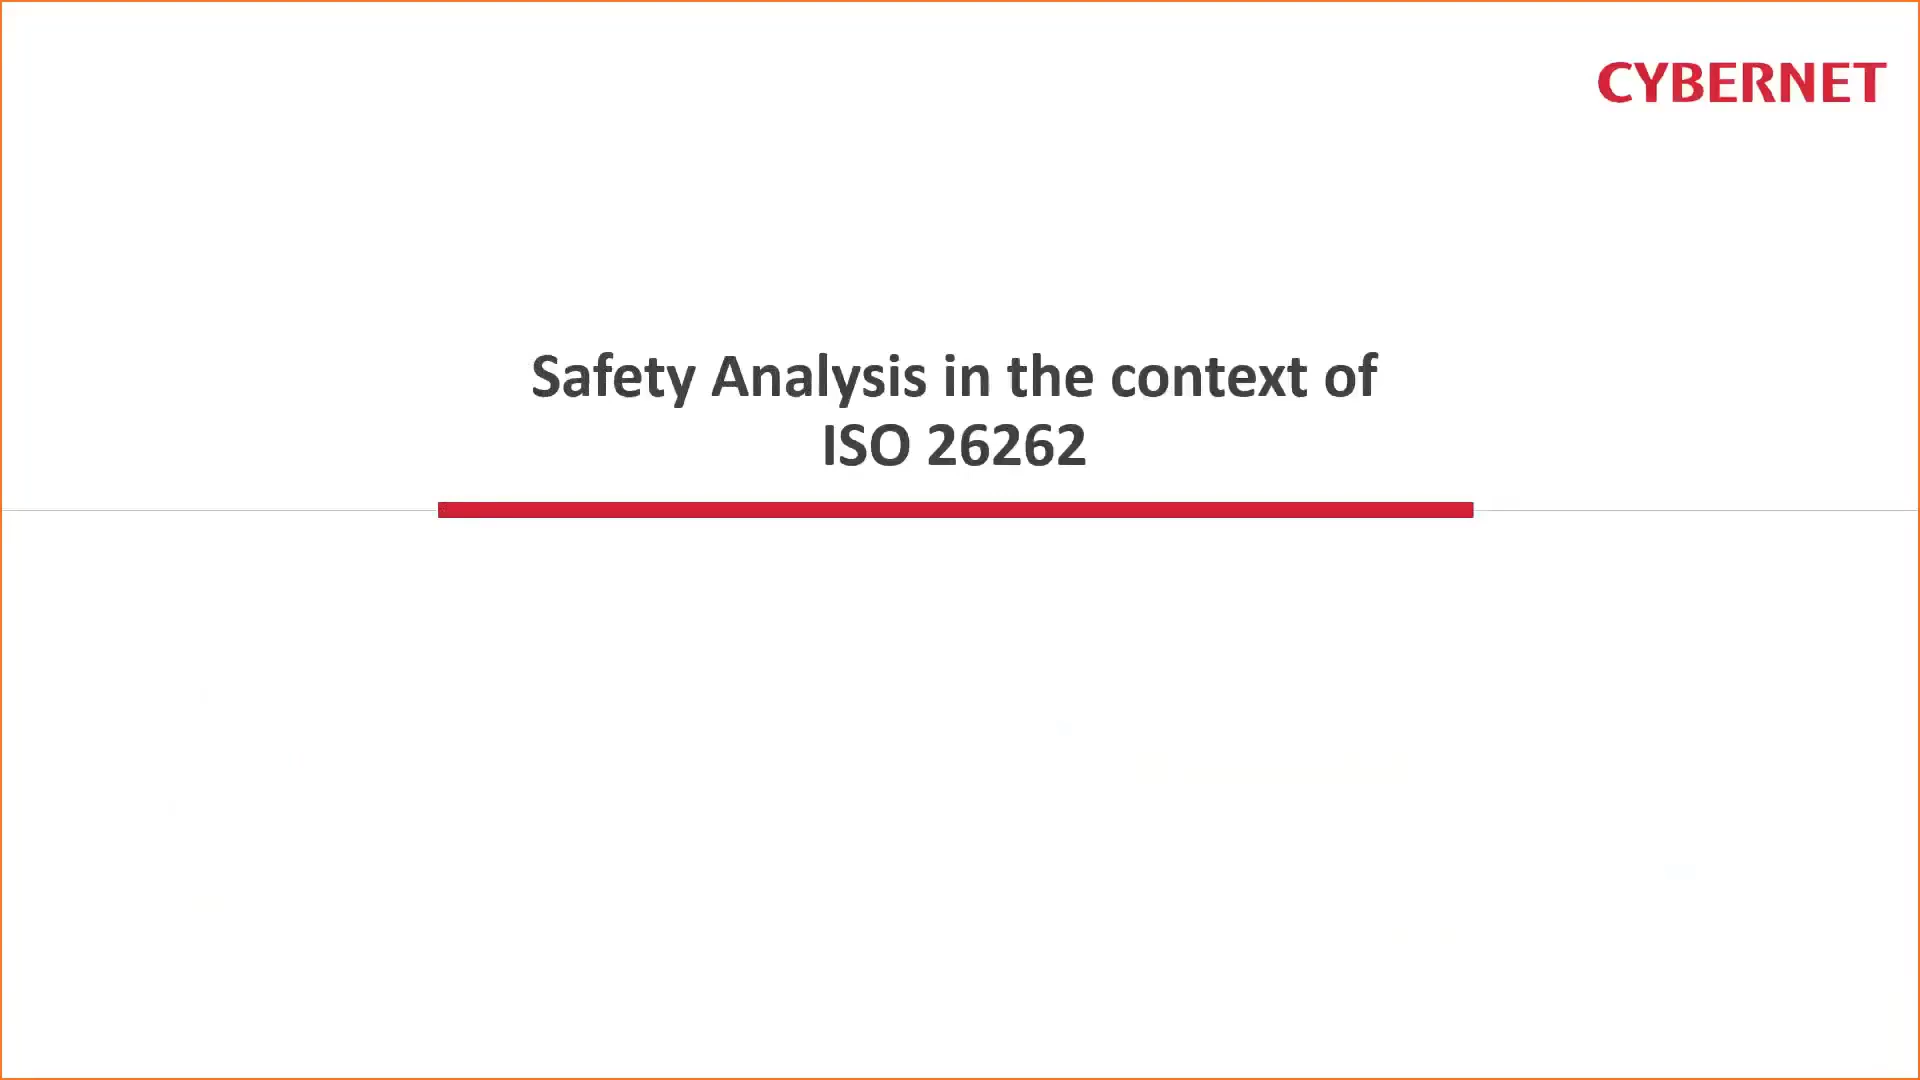 CYBERNET
Safety Analysis in the context of
ISO 26262